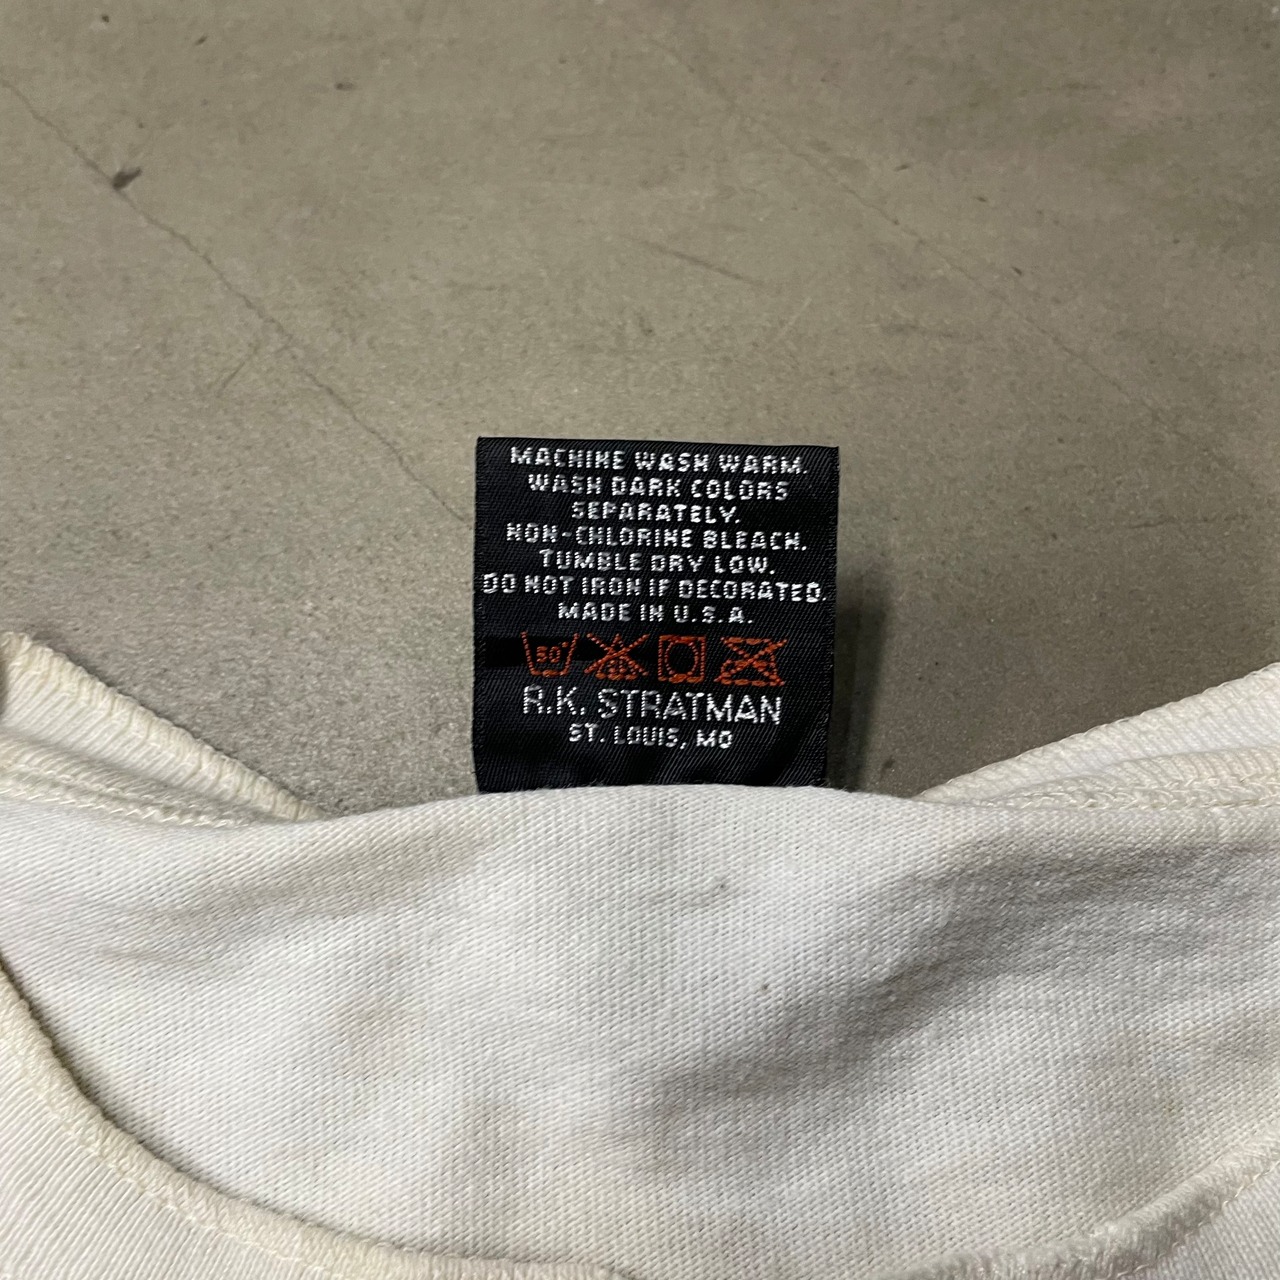 MACHINE WASH WARM.
WASH DARK COLORS
SEPARATELY.
NON-CHLORINE BLEACH.
TUMBLE DRY LOW.
DO NOT IRON IF DECORATED.
MADE IN U.S.A.
50°
R.K. STRATMAN
ST. LOUIS, MO